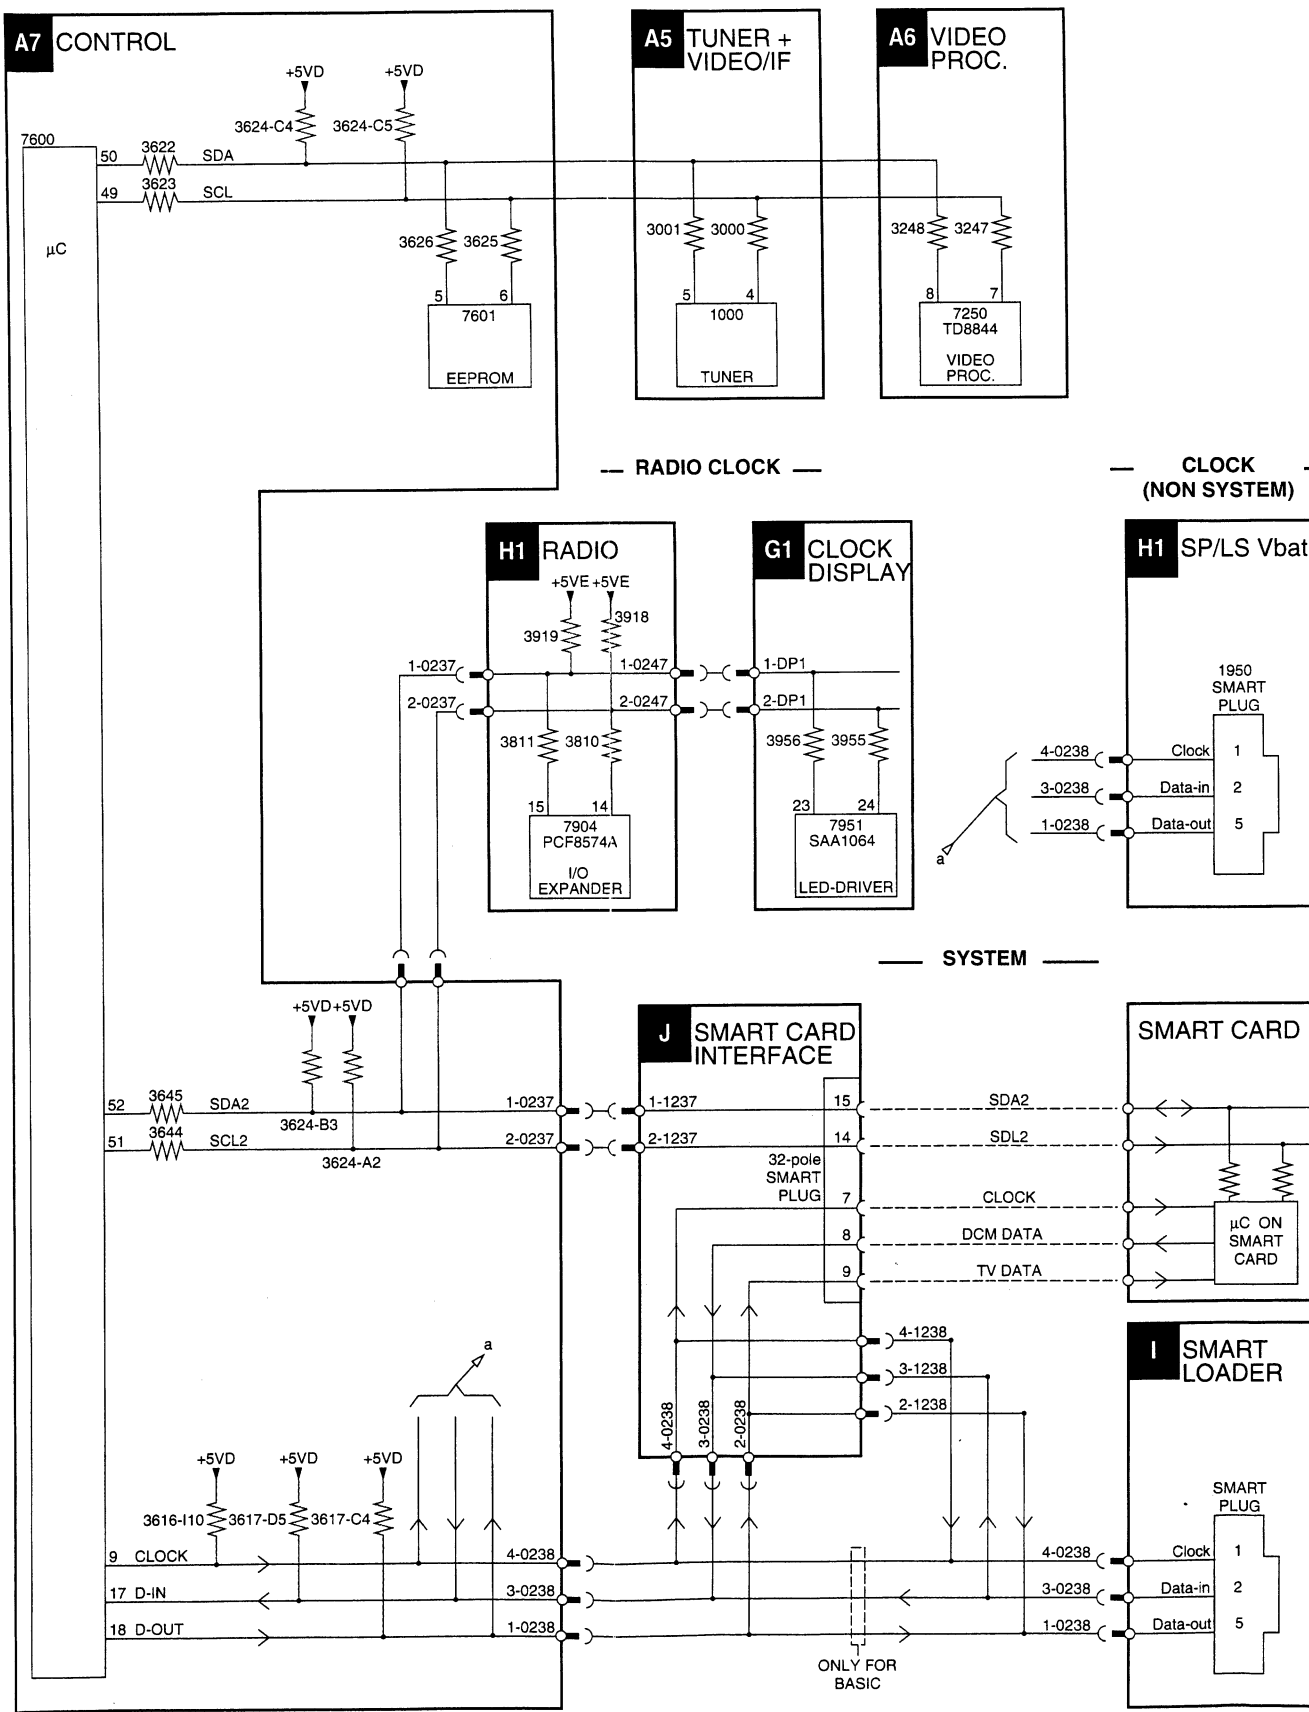 A7 CONTROL
+5VD +5VD
3624-C4 3624-C5
7600
50 3622 SDA
49 3623 SCL
µC
3626 3625
5 6
7601
EEPROM
A5 TUNER +
VIDEO/IF
3001 3000
5 4
1000
TUNER
A6 VIDEO
PROC.
3248 3247
8 7
7250
TD8844
VIDEO
PROC.
RADIO CLOCK
H1 RADIO
+5VE +5VE
3919 3918
1-0237 1-0247
2-0237 2-0247
3811 3810
15 14
7904
PCF8574A
I/O
EXPANDER
G1 CLOCK
DISPLAY
1-DP1
2-DP1
3956 3955
23 24
7951
SAA1064
LED-DRIVER
CLOCK
(NON SYSTEM)
H1 SP/LS Vbat
1950
SMART
PLUG
4-0238 Clock 1
3-0238 Data-in 2
1-0238 Data-out 5
a
SYSTEM
+5VD +5VD
52 3645 SDA2 1-0237
3624-B3
51 3644 SCL2 2-0237
3624-A2
J SMART CARD
INTERFACE
1-1237 15
2-1237 14
32-pole
SMART
PLUG
7
8
9
SDA2
SDL2
CLOCK
DCM DATA
TV DATA
SMART CARD
µC ON
SMART
CARD
4-1238
3-1238
2-1238
4-0238
3-0238
2-0238
a
+5VD +5VD +5VD
3616-I10 3617-D5 3617-C4
9 CLOCK 4-0238
17 D-IN 3-0238
18 D-OUT 1-0238
ONLY FOR
BASIC
I SMART
LOADER
SMART
PLUG
4-0238 Clock 1
3-0238 Data-in 2
1-0238 Data-out 5